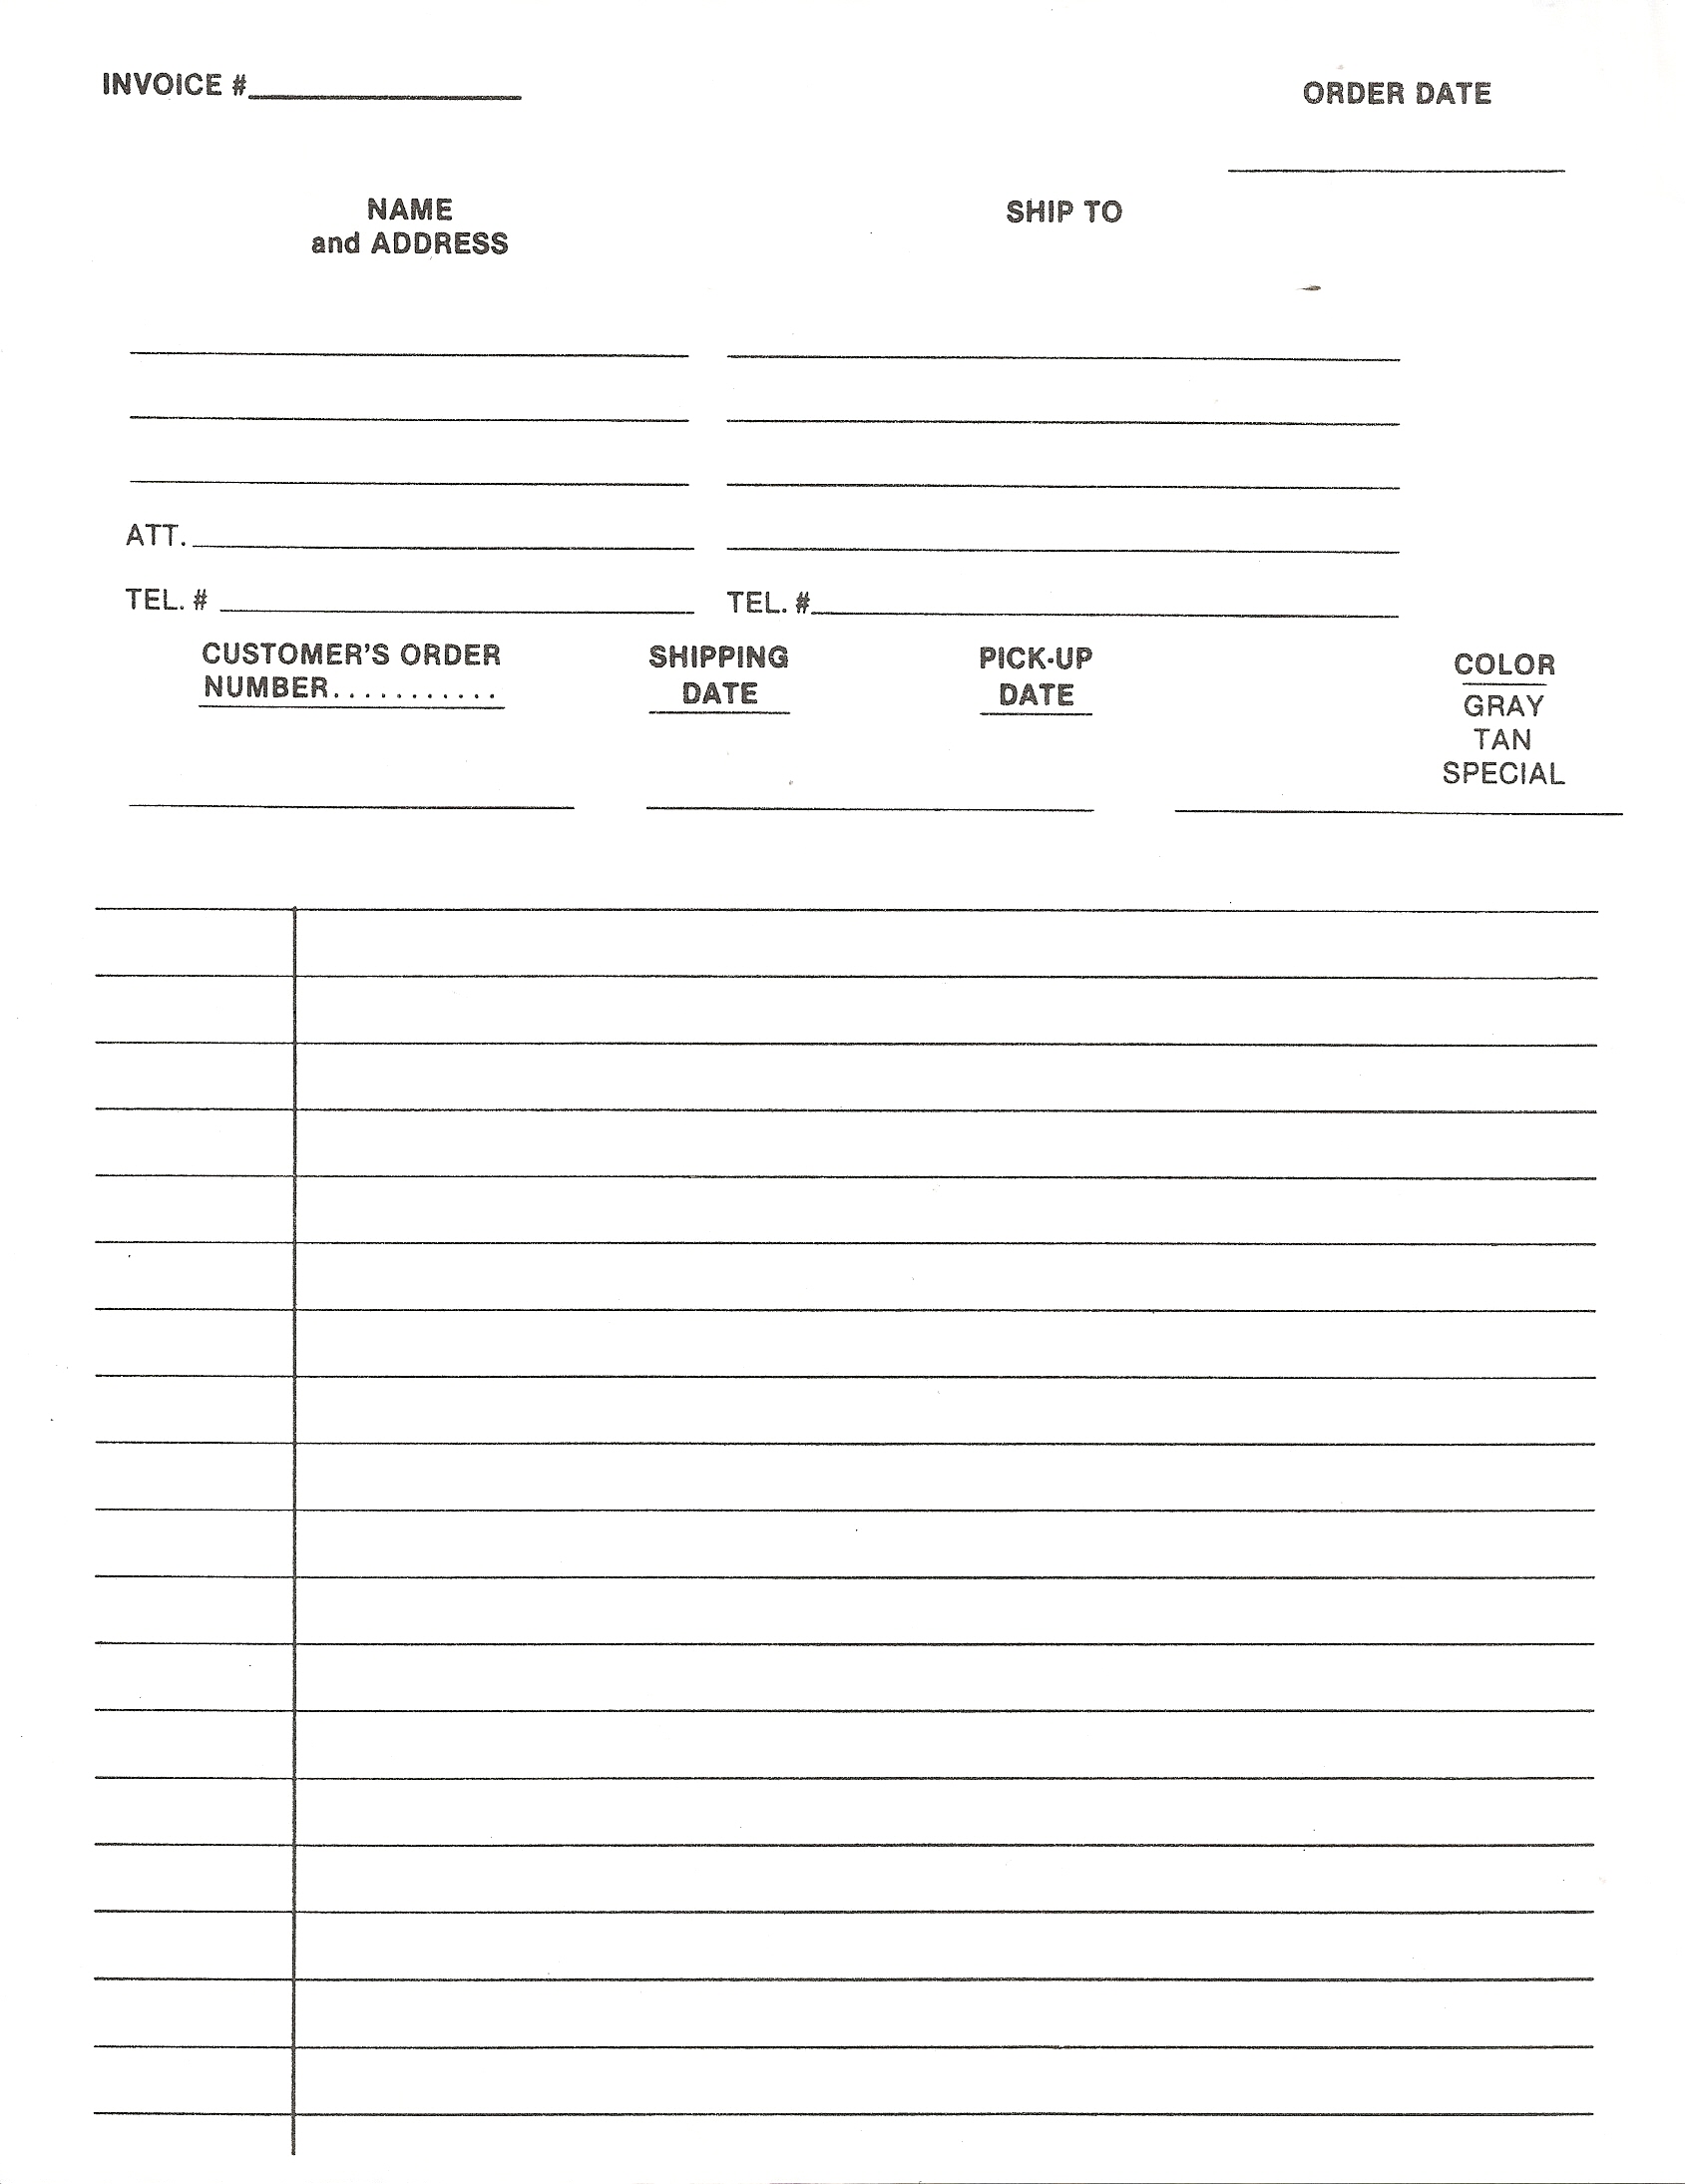 INVOICE #
ORDER DATE
NAME
and ADDRESS
SHIP TO
ATT.
TEL. #
TEL. #
CUSTOMER'S ORDER
NUMBER...........
SHIPPING
DATE
PICK-UP
DATE
COLOR
GRAY
TAN
SPECIAL